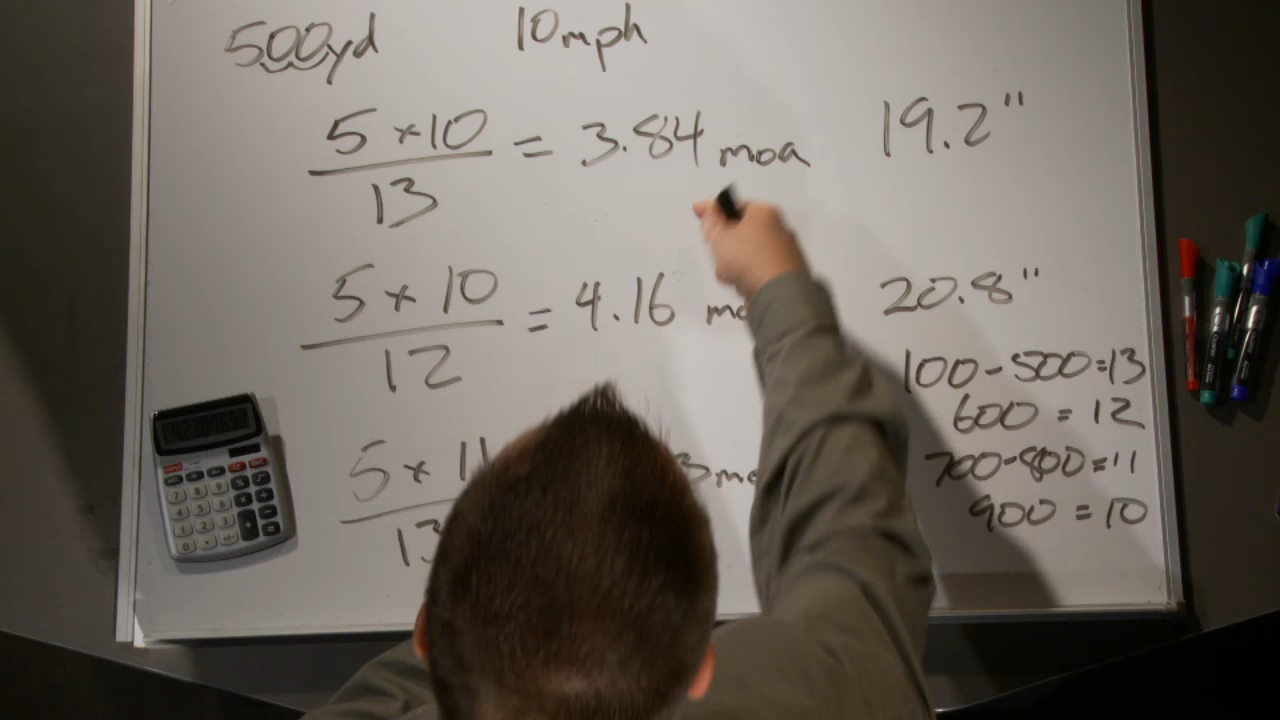 500yd 10mph
5 × 10 / 13 = 3.84 moa 19.2"
5 × 10 / 12 = 4.16 20.8"
100-500=13
600 = 12
700-800=11
900 = 10
5 × 11 / 13